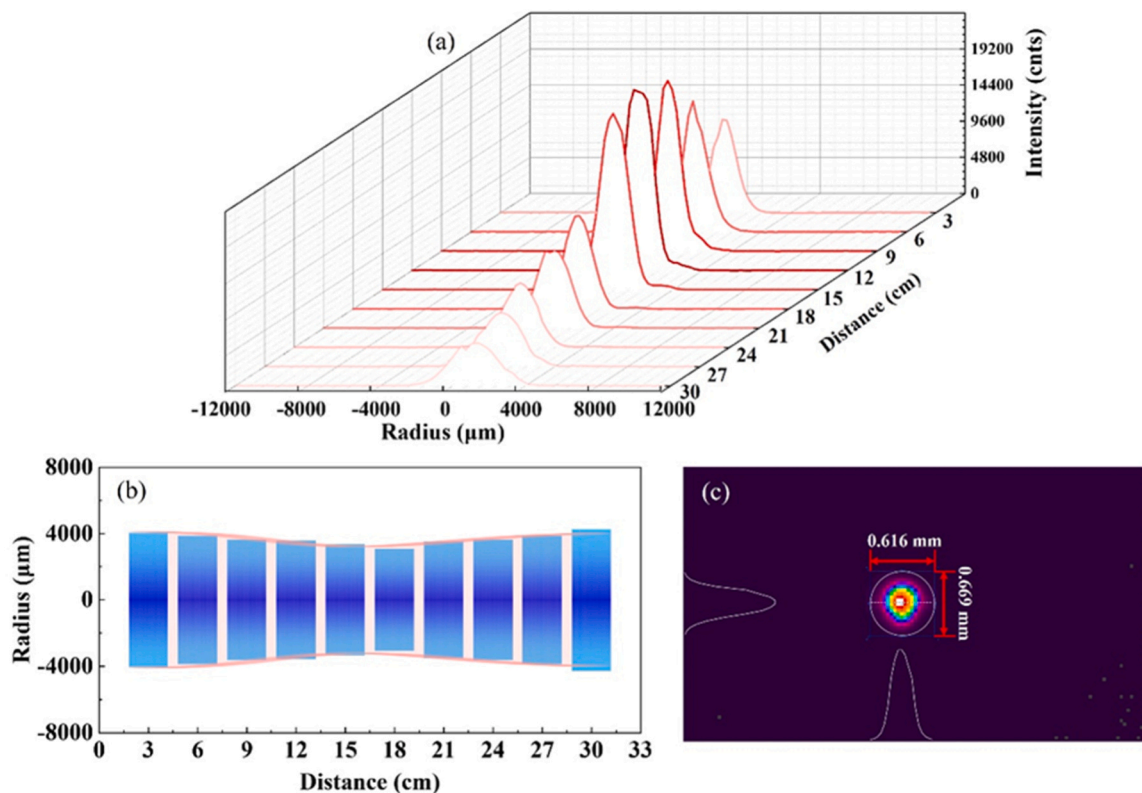 (a)
19200
14400
9600
4800
0
Intensity (cnts)
3
6
9
12
15
18
21
24
27
30
Distance (cm)
-12000 -8000 -4000 0 4000 8000 12000
Radius (μm)
(b)
8000
4000
0
-4000
-8000
Radius (μm)
0 3 6 9 12 15 18 21 24 27 30 33
Distance (cm)
(c)
0.616 mm
0.669 mm